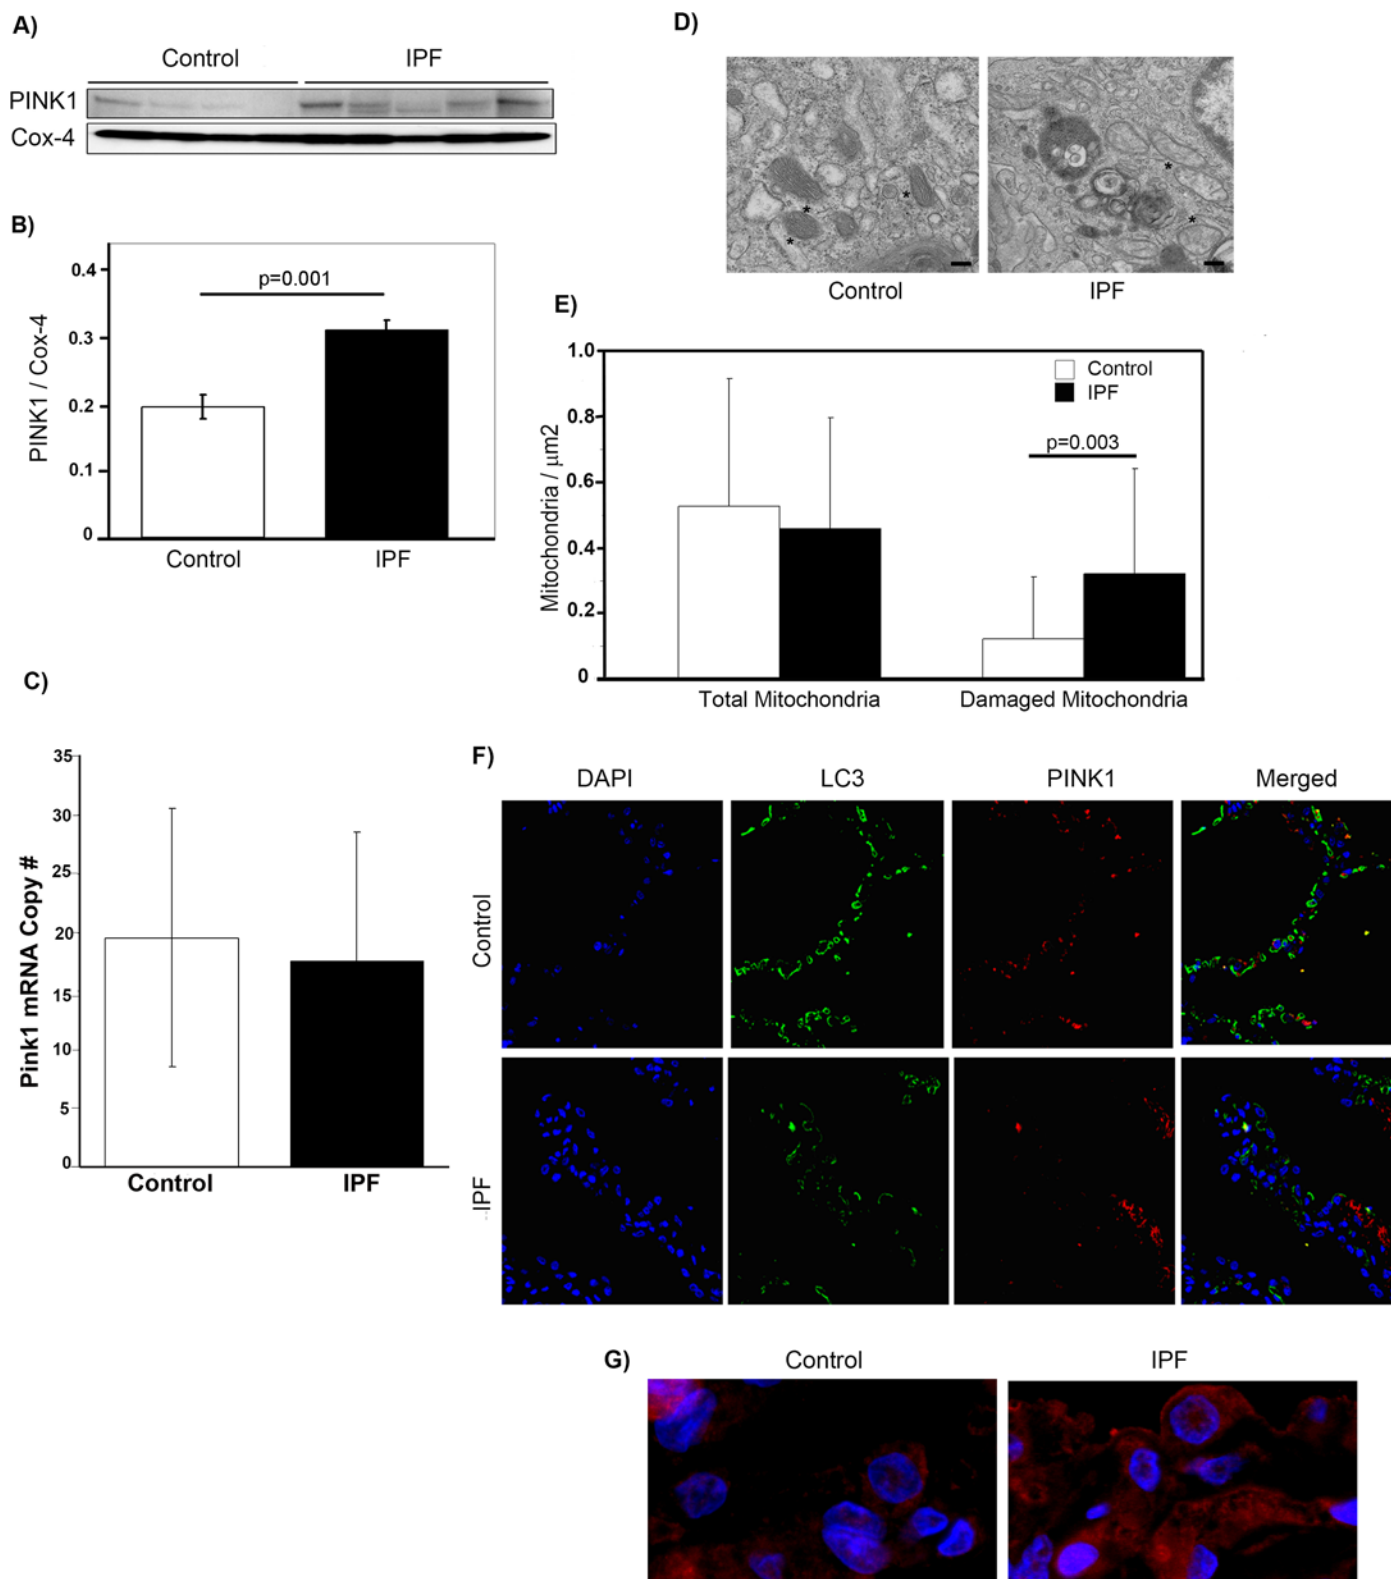 A)
Control IPF
PINK1
Cox-4
B)
PINK1 / Cox-4
0.4
0.3
0.2
0.1
0
p=0.001
Control IPF
C)
Pink1 mRNA Copy #
35
30
25
20
15
10
5
0
Control IPF
D)
* * *
* *
Control IPF
E)
Mitochondria / μm2
1.0
0.8
0.6
0.4
0.2
0
Control
IPF
p=0.003
Total Mitochondria Damaged Mitochondria
F)
DAPI LC3 PINK1 Merged
Control
IPF
G)
Control IPF